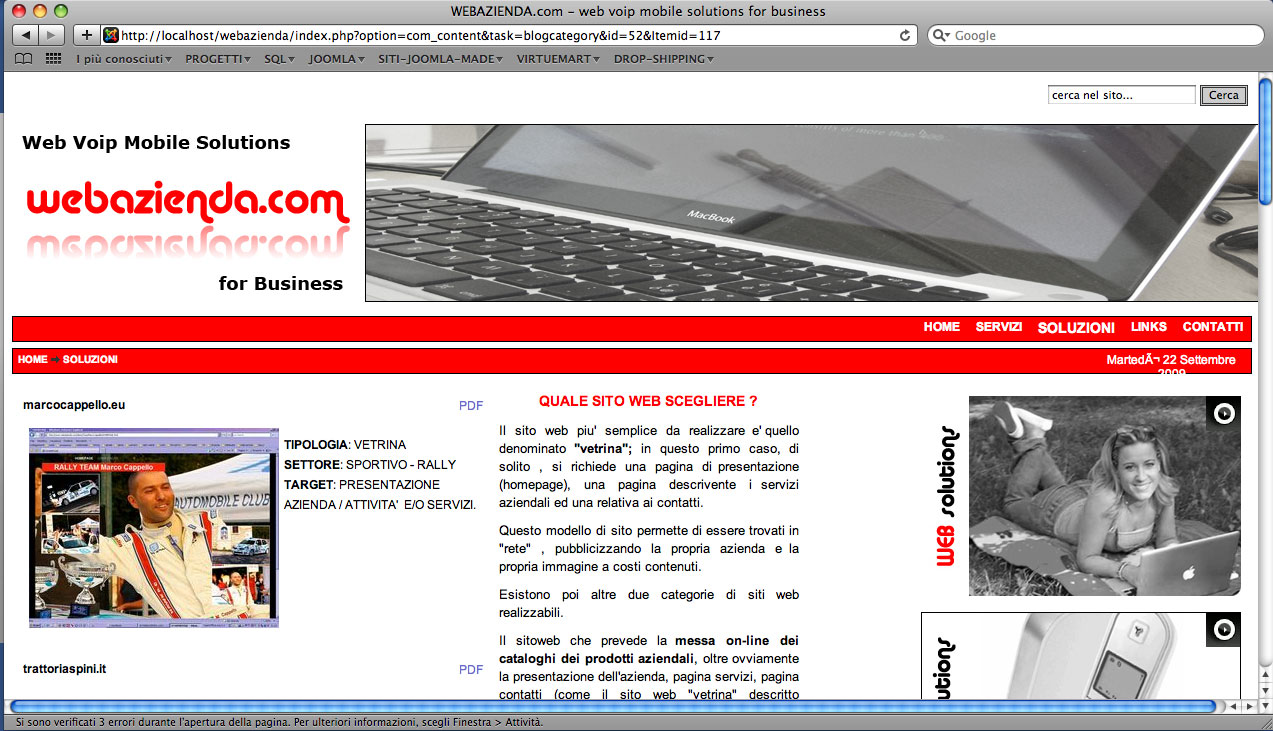 WEBAZIENDA.com – web voip mobile solutions for business
http://localhost/webazienda/index.php?option=com_content&task=blogcategory&id=52&Itemid=117
Google
I più conosciuti PROGETTI SQL JOOMLA SITI-JOOMLA-MADE VIRTUEMART DROP-SHIPPING
cerca nel sito... Cerca
Web Voip Mobile Solutions
webazienda.com
for Business
MacBook
HOME SERVIZI SOLUZIONI LINKS CONTATTI
HOME SOLUZIONI
MartedÃ¬ 22 Settembre
2009
marcocappello.eu PDF
RALLY TEAM Marco Cappello
AUTOMOBILE CLUB
TIPOLOGIA: VETRINA
SETTORE: SPORTIVO - RALLY
TARGET: PRESENTAZIONE
AZIENDA / ATTIVITA' E/O SERVIZI.
trattoriaspini.it PDF
QUALE SITO WEB SCEGLIERE ?
Il sito web piu' semplice da realizzare e' quello
denominato "vetrina"; in questo primo caso, di
solito , si richiede una pagina di presentazione
(homepage), una pagina descrivente i servizi
aziendali ed una relativa ai contatti.
Questo modello di sito permette di essere trovati in
"rete" , pubblicizzando la propria azienda e la
propria immagine a costi contenuti.
Esistono poi altre due categorie di siti web
realizzabili.
Il sitoweb che prevede la messa on-line dei
cataloghi dei prodotti aziendali, oltre ovviamente
la presentazione dell'azienda, pagina servizi, pagina
contatti (come il sito web "vetrina" descritto
WEB solutions
utions
Si sono verificati 3 errori durante l'apertura della pagina. Per ulteriori informazioni, scegli Finestra > Attività.